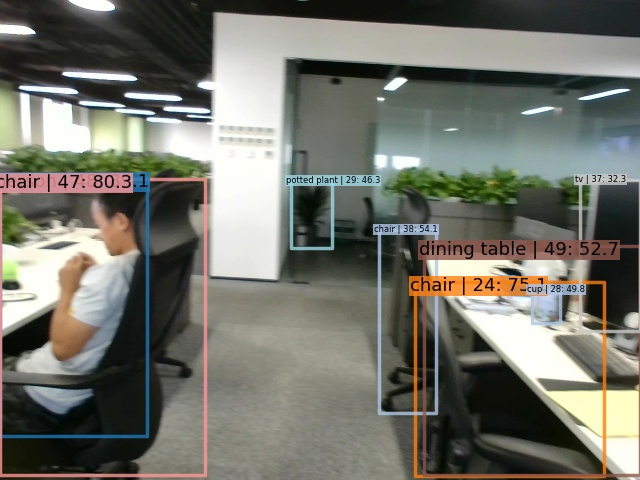 chair | 47: 80.3.1
potted plant | 29: 46.3
tv | 37: 32.3
chair | 38: 54.1
dining table | 49: 52.7
chair | 24: 75.1
cup | 28: 49.8